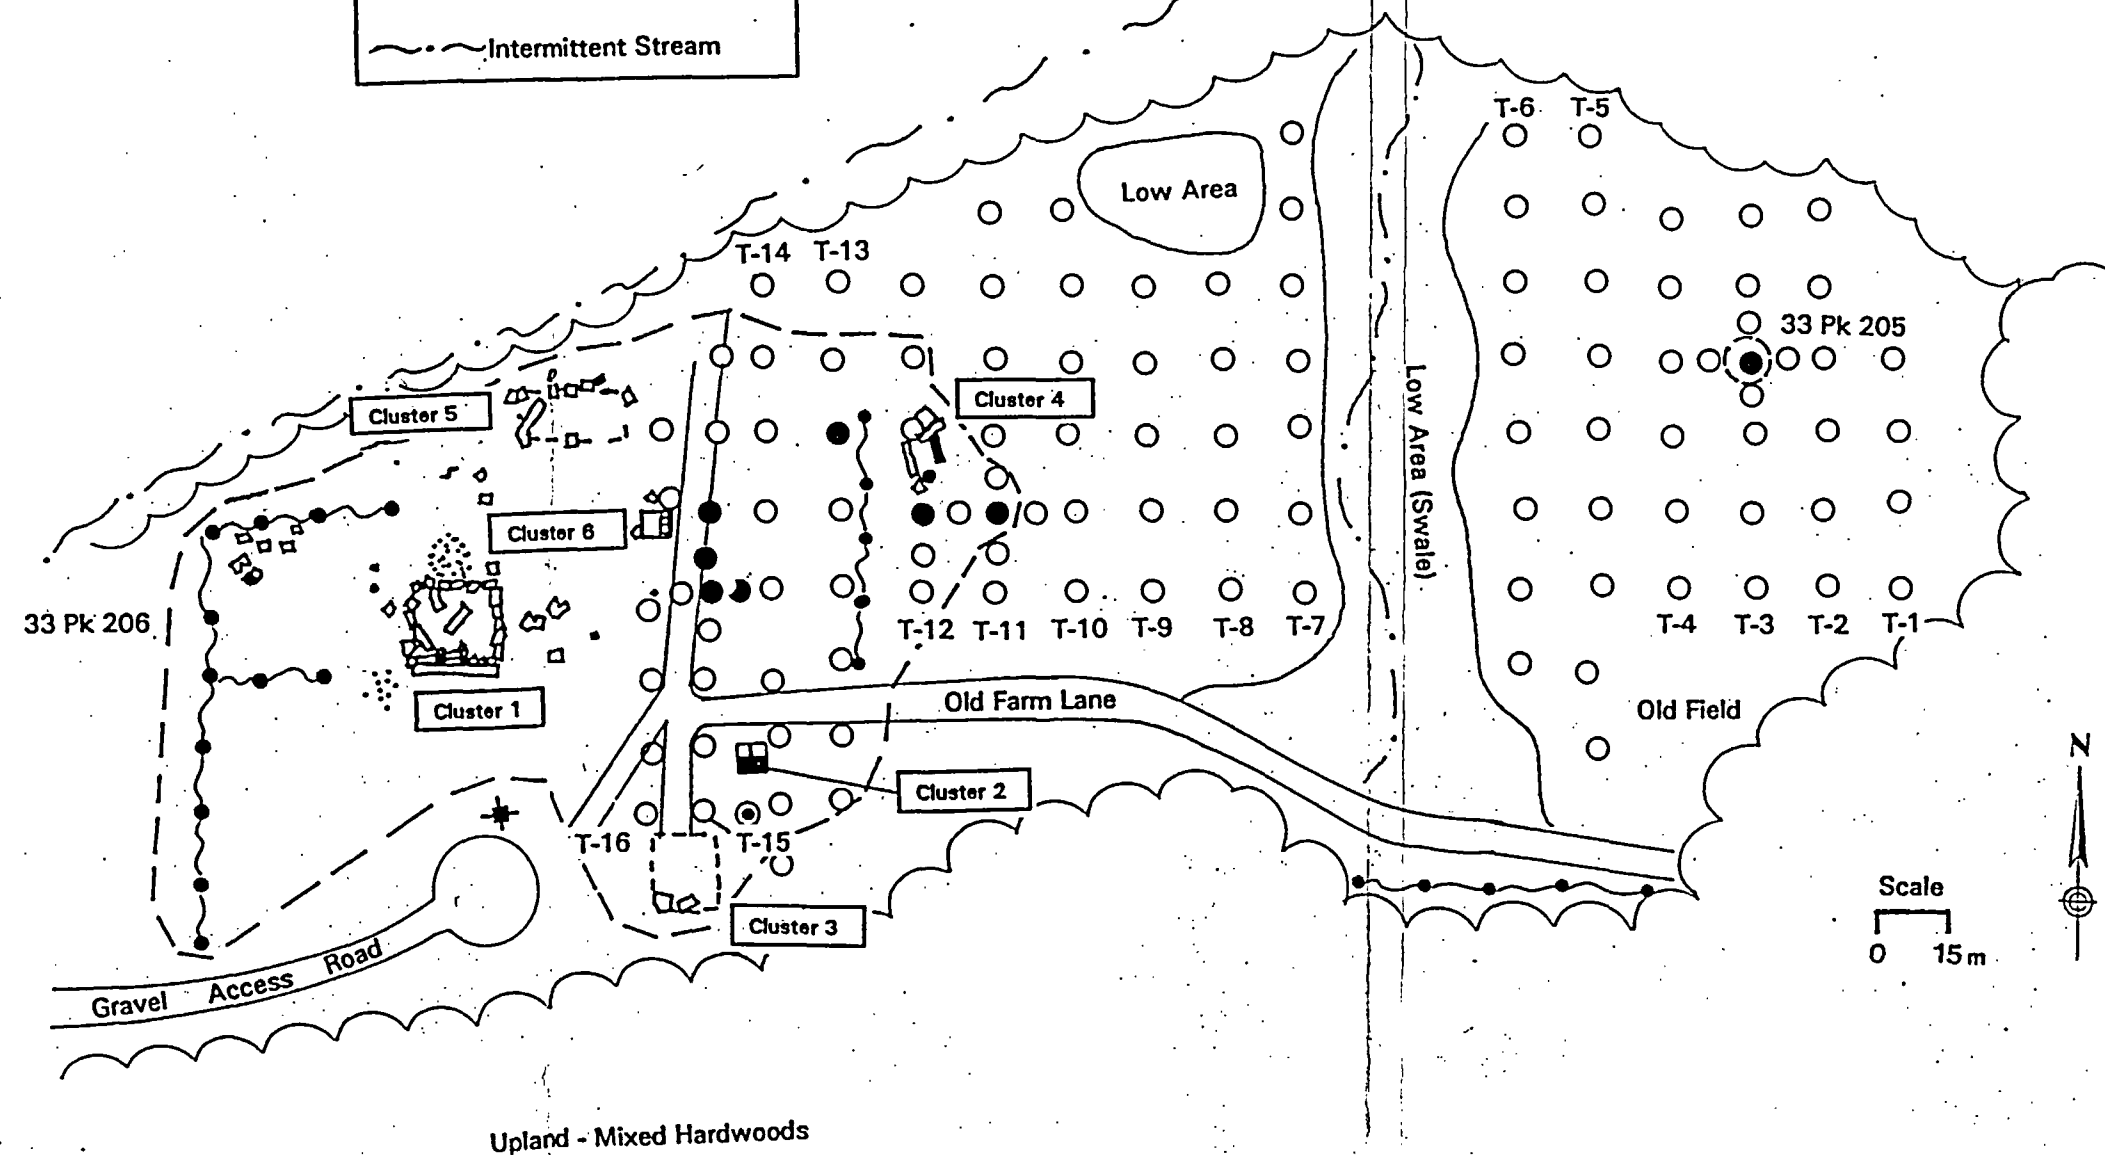 Intermittent Stream
T-6
T-5
Low Area
T-14
T-13
33 Pk 205
Cluster 4
Cluster 5
Low Area (Swale)
Cluster 6
33 Pk 206
T-12
T-11
T-10
T-9
T-8
T-7
T-4
T-3
T-2
T-1
Cluster 1
Old Farm Lane
Old Field
N
Cluster 2
T-16
T-15
Scale
0
15 m
Cluster 3
Gravel Access Road
Upland - Mixed Hardwoods